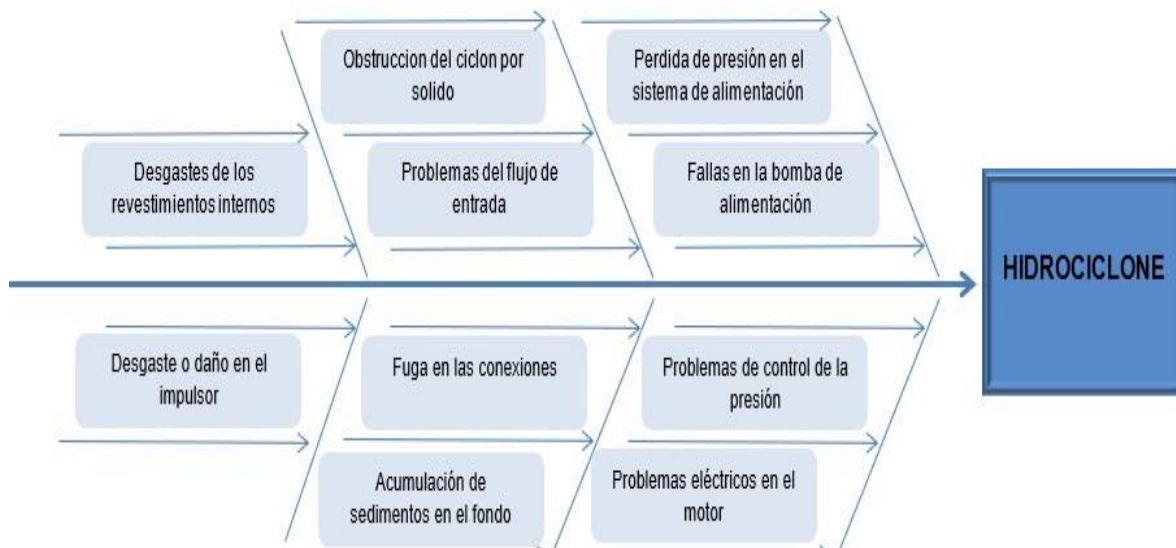 Obstruccion del ciclon por
solido
Perdida de presión en el
sistema de alimentación
Desgastes de los
revestimientos internos
Problemas del flujo de
entrada
Fallas en la bomba de
alimentación
HIDROCICLONE
Desgaste o daño en el
impulsor
Fuga en las conexiones
Problemas de control de la
presión
Acumulación de
sedimentos en el fondo
Problemas eléctricos en el
motor